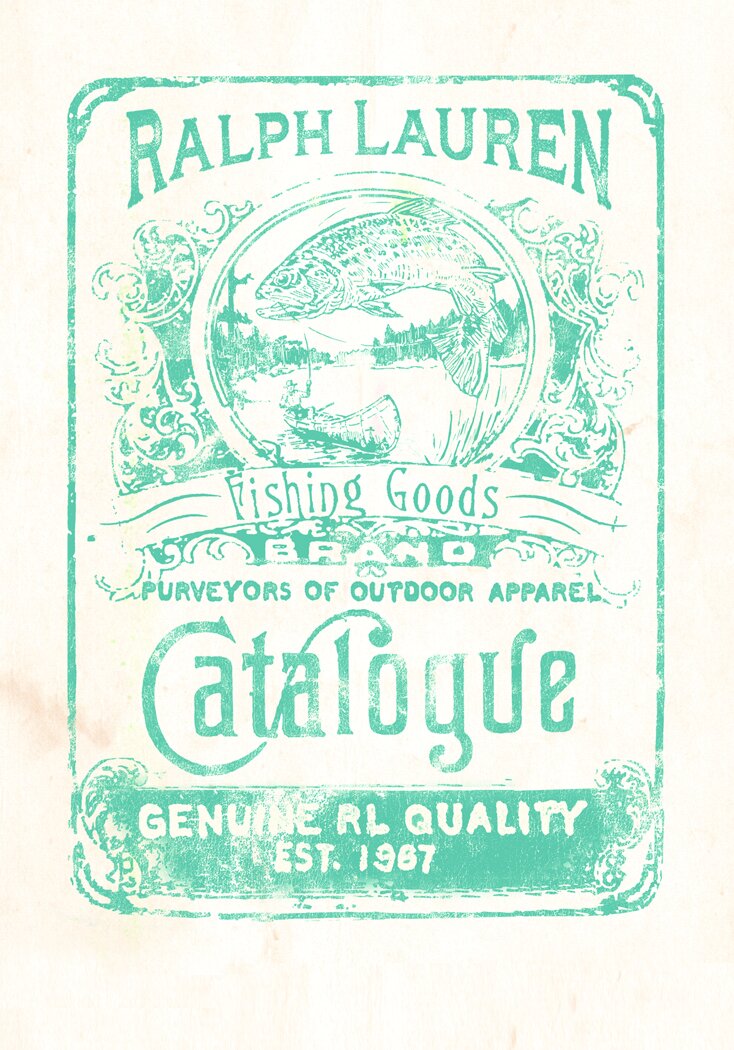 RALPH LAUREN
Fishing Goods
BRAND
PURVEYORS OF OUTDOOR APPAREL
Catalogue
GENUINE RL QUALITY
EST. 1967